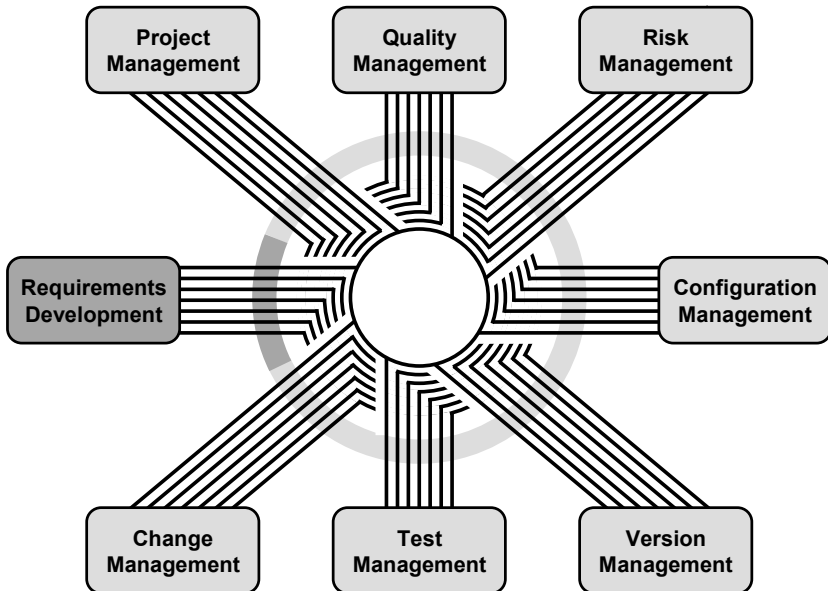 Project
Management
Quality
Management
Risk
Management
Requirements
Development
Configuration
Management
Change
Management
Test
Management
Version
Management